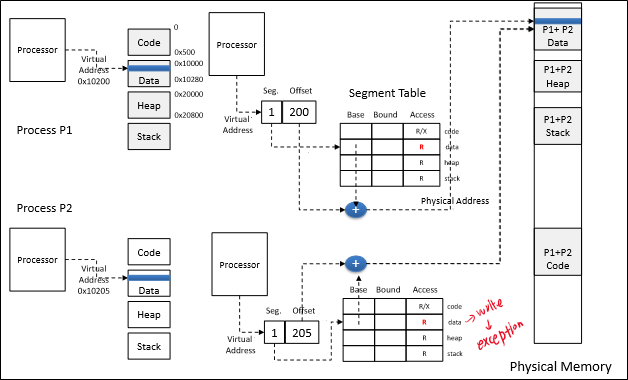 Processor
Virtual
Address
0x10200
Code
Data
Heap
Stack
0
0x500
0x10000
0x10280
0x20000
0x20800
Process P1
Processor
Virtual
Address
Seg. Offset
1 200
Segment Table
Base Bound Access
R/X code
R data
R heap
R stack
+
Physical Address
P1+ P2
Data
P1+P2
Heap
P1+P2
Stack
P1+P2
Code
Process P2
Processor
Virtual
Address
0x10205
Code
Data
Heap
Stack
Processor
Virtual
Address
Seg. Offset
1 205
+
Base Bound Access
R/X code
R data
R heap
R stack
write
exception
Physical Memory